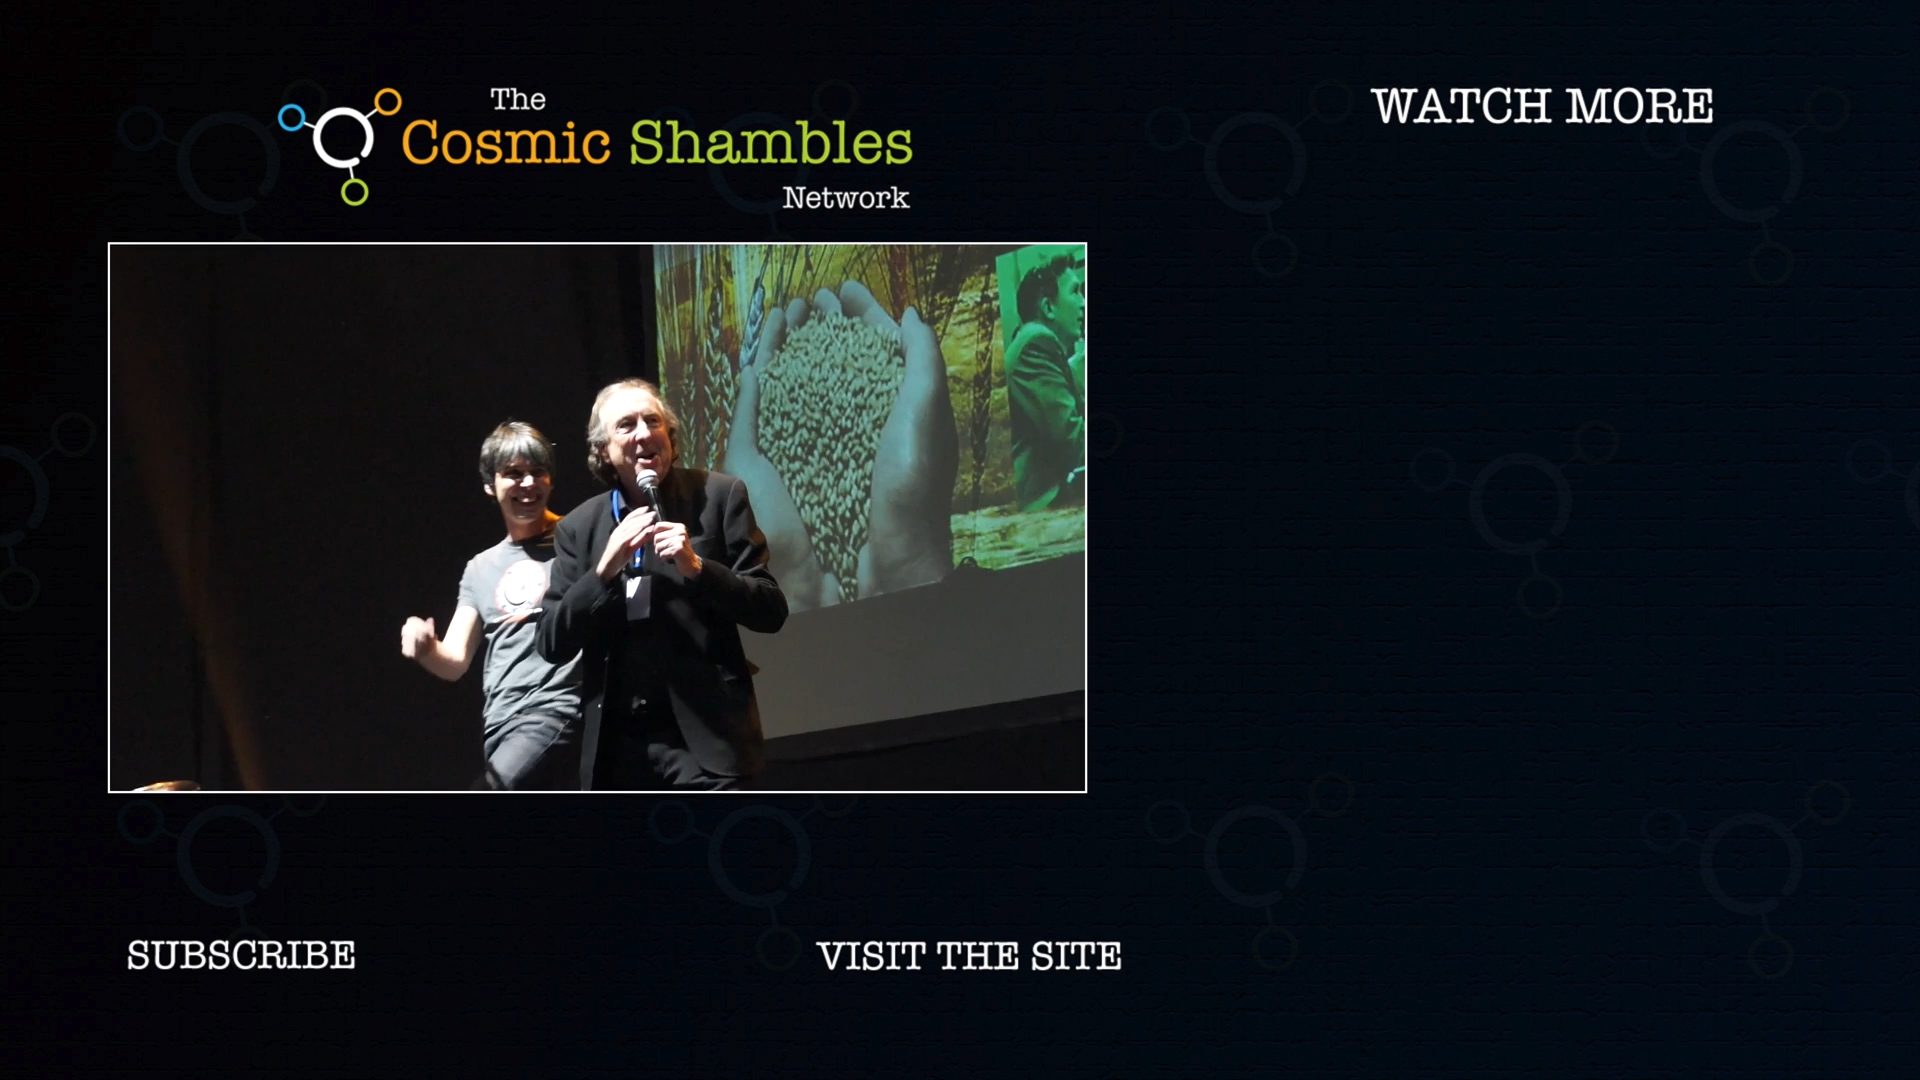 The
Cosmic Shambles
Network
WATCH MORE
SUBSCRIBE
VISIT THE SITE